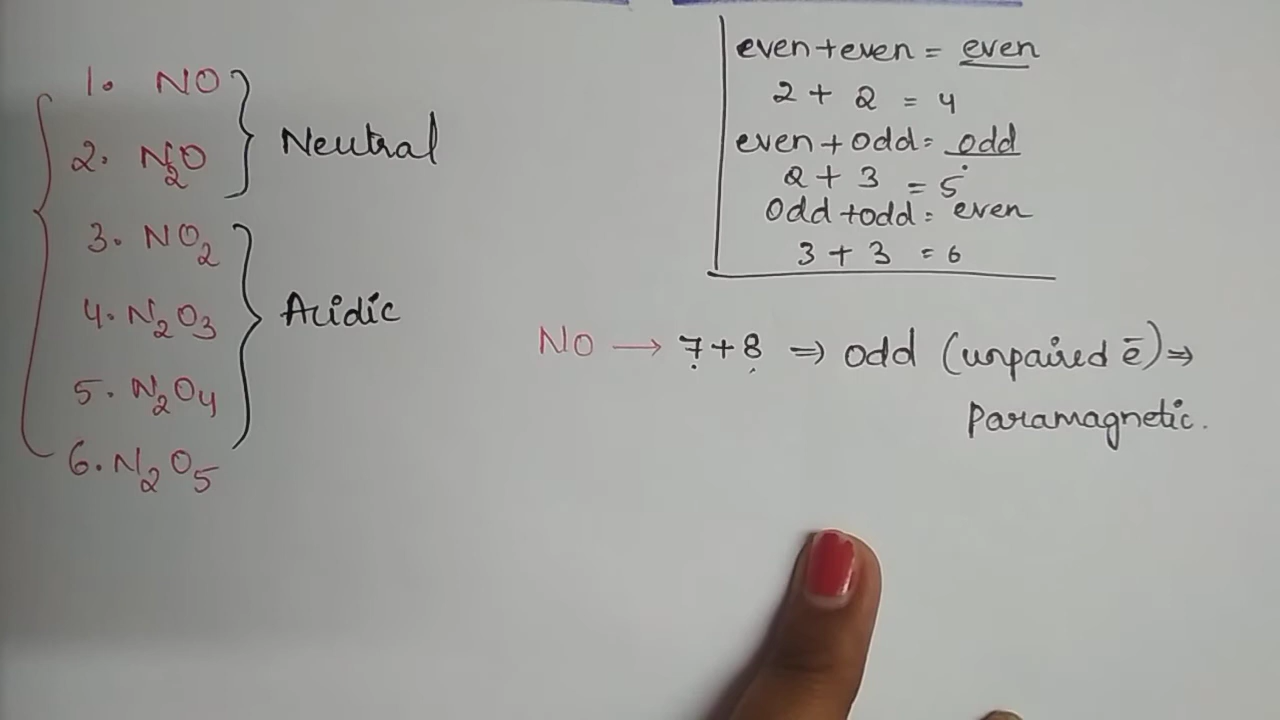 1. NO
2. N₂O
Neutral
3. NO₂
4. N₂O₃
Acidic
5. N₂O₄
6. N₂O₅
even + even = even
2 + 2 = 4
even + odd = odd
2 + 3 = 5
odd + odd = even
3 + 3 = 6
NO → 7 + 8 ⇒ odd (unpaired ē) ⇒
Paramagnetic.